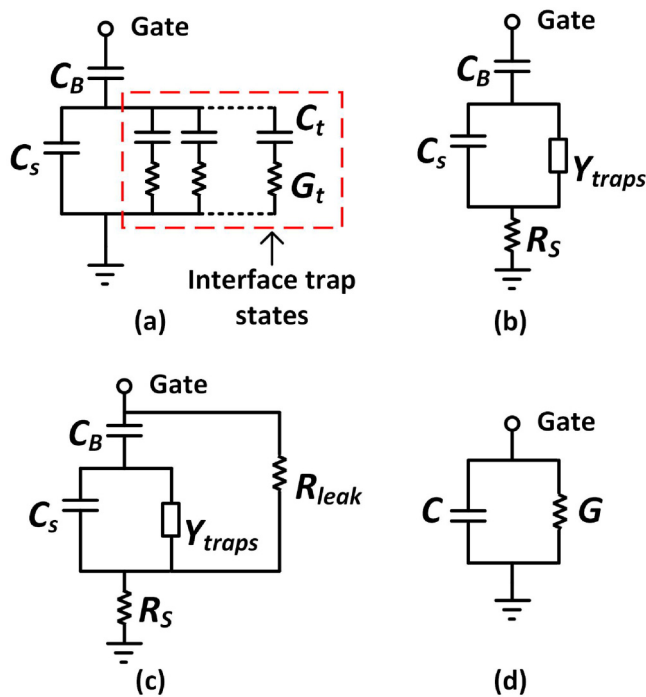 Gate
C_B
C_s
C_t
G_t
Interface trap
states
(a)
Gate
C_B
C_s
Y_traps
R_S
(b)
Gate
C_B
C_s
Y_traps
R_leak
R_S
(c)
Gate
C
G
(d)